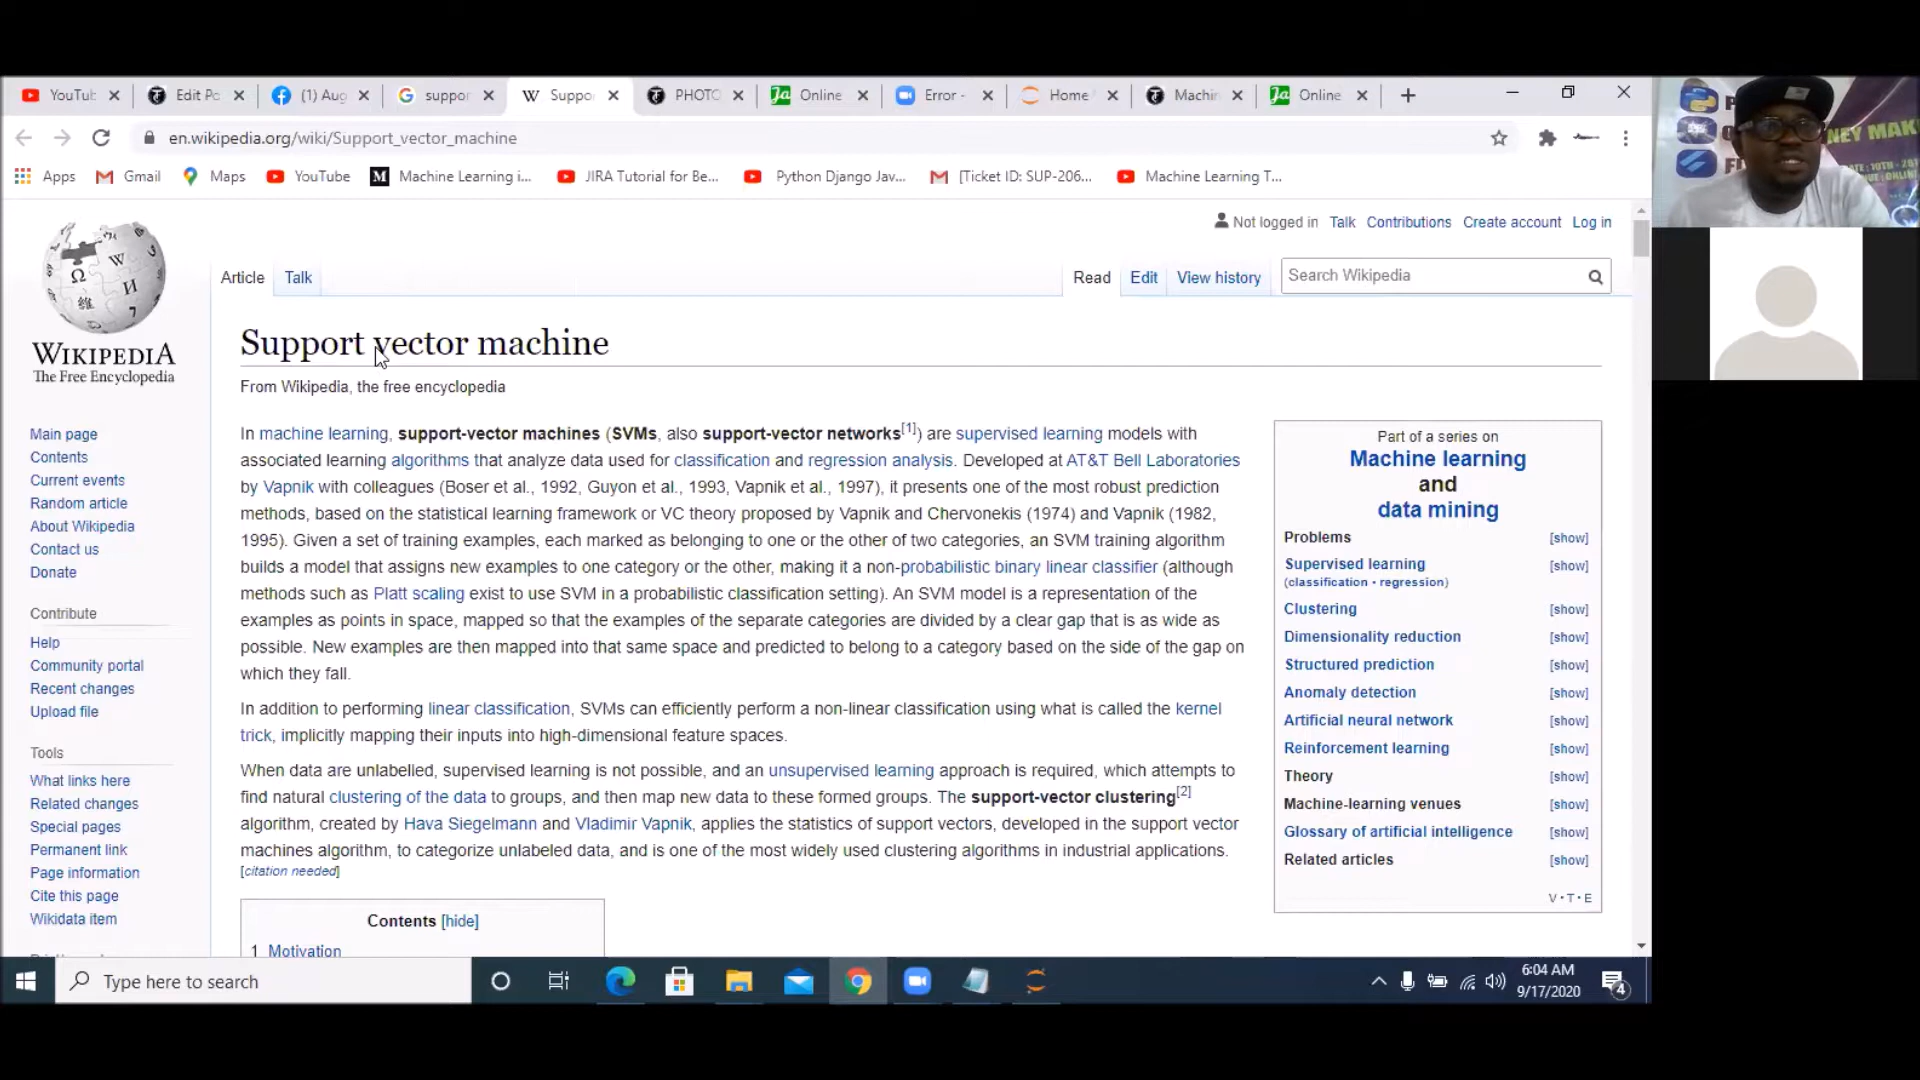 YouTub
Edit Po
(1) Aug
suppor
Suppo
PHOTO
Online
Error -
Home
Machin
Online
en.wikipedia.org/wiki/Support_vector_machine
Apps
Gmail
Maps
YouTube
Machine Learning i...
JIRA Tutorial for Be...
Python Django Jav...
[Ticket ID: SUP-206...
Machine Learning T...
NEY MAK
Not logged in Talk Contributions Create account Log in
Article Talk
Read Edit View history
Search Wikipedia
WIKIPEDIA
The Free Encyclopedia
Main page
Contents
Current events
Random article
About Wikipedia
Contact us
Donate
Contribute
Help
Community portal
Recent changes
Upload file
Tools
What links here
Related changes
Special pages
Permanent link
Page information
Cite this page
Wikidata item
Support vector machine
From Wikipedia, the free encyclopedia
In machine learning, support-vector machines (SVMs, also support-vector networks[1]) are supervised learning models with
associated learning algorithms that analyze data used for classification and regression analysis. Developed at AT&T Bell Laboratories
by Vapnik with colleagues (Boser et al., 1992, Guyon et al., 1993, Vapnik et al., 1997), it presents one of the most robust prediction
methods, based on the statistical learning framework or VC theory proposed by Vapnik and Chervonekis (1974) and Vapnik (1982,
1995). Given a set of training examples, each marked as belonging to one or the other of two categories, an SVM training algorithm
builds a model that assigns new examples to one category or the other, making it a non-probabilistic binary linear classifier (although
methods such as Platt scaling exist to use SVM in a probabilistic classification setting). An SVM model is a representation of the
examples as points in space, mapped so that the examples of the separate categories are divided by a clear gap that is as wide as
possible. New examples are then mapped into that same space and predicted to belong to a category based on the side of the gap on
which they fall.
In addition to performing linear classification, SVMs can efficiently perform a non-linear classification using what is called the kernel
trick, implicitly mapping their inputs into high-dimensional feature spaces.
When data are unlabelled, supervised learning is not possible, and an unsupervised learning approach is required, which attempts to
find natural clustering of the data to groups, and then map new data to these formed groups. The support-vector clustering[2]
algorithm, created by Hava Siegelmann and Vladimir Vapnik, applies the statistics of support vectors, developed in the support vector
machines algorithm, to categorize unlabeled data, and is one of the most widely used clustering algorithms in industrial applications.
[citation needed]
Contents [hide]
1 Motivation
Part of a series on
Machine learning
and
data mining
Problems [show]
Supervised learning [show]
(classification • regression)
Clustering [show]
Dimensionality reduction [show]
Structured prediction [show]
Anomaly detection [show]
Artificial neural network [show]
Reinforcement learning [show]
Theory [show]
Machine-learning venues [show]
Glossary of artificial intelligence [show]
Related articles [show]
V • T • E
Type here to search
6:04 AM
9/17/2020
4